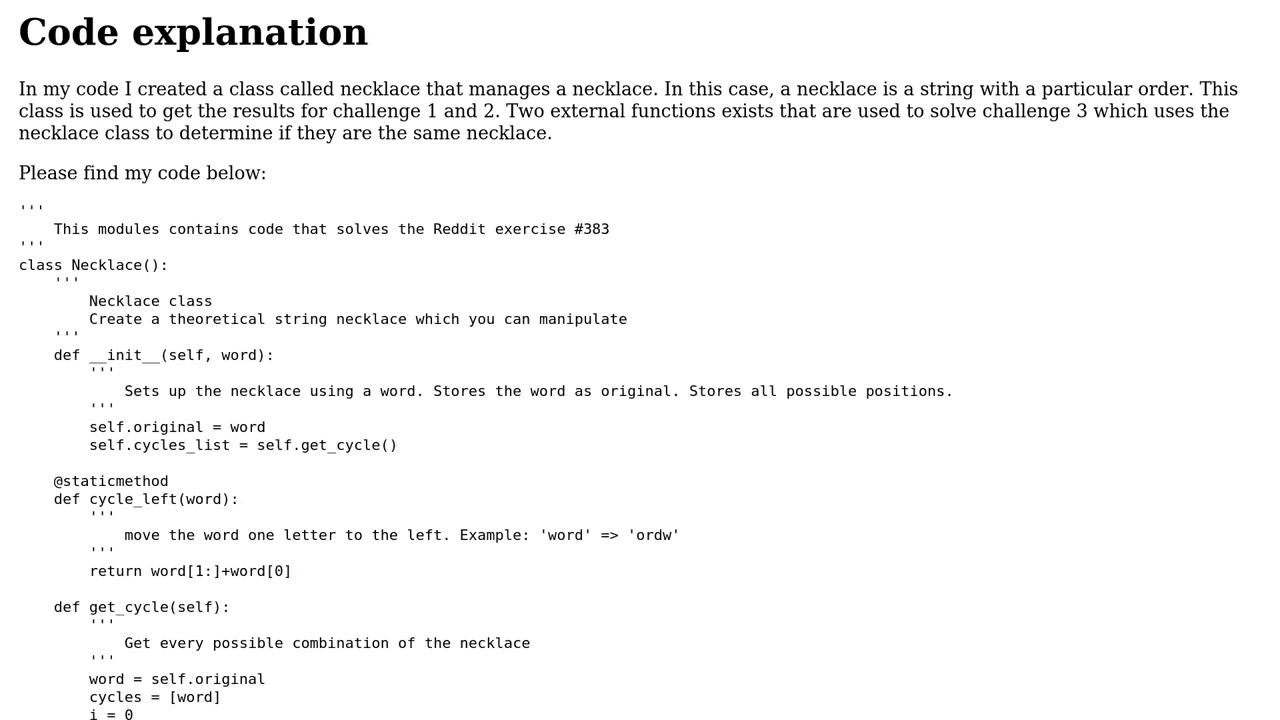 Code explanation
In my code I created a class called necklace that manages a necklace. In this case, a necklace is a string with a particular order. This
class is used to get the results for challenge 1 and 2. Two external functions exists that are used to solve challenge 3 which uses the
necklace class to determine if they are the same necklace.
Please find my code below:
'''
    This modules contains code that solves the Reddit exercise #383
'''
class Necklace():
    '''
        Necklace class
        Create a theoretical string necklace which you can manipulate
    '''
    def __init__(self, word):
        '''
            Sets up the necklace using a word. Stores the word as original. Stores all possible positions.
        '''
        self.original = word
        self.cycles_list = self.get_cycle()

    @staticmethod
    def cycle_left(word):
        '''
            move the word one letter to the left. Example: 'word' => 'ordw'
        '''
        return word[1:]+word[0]

    def get_cycle(self):
        '''
            Get every possible combination of the necklace
        '''
        word = self.original
        cycles = [word]
        i = 0